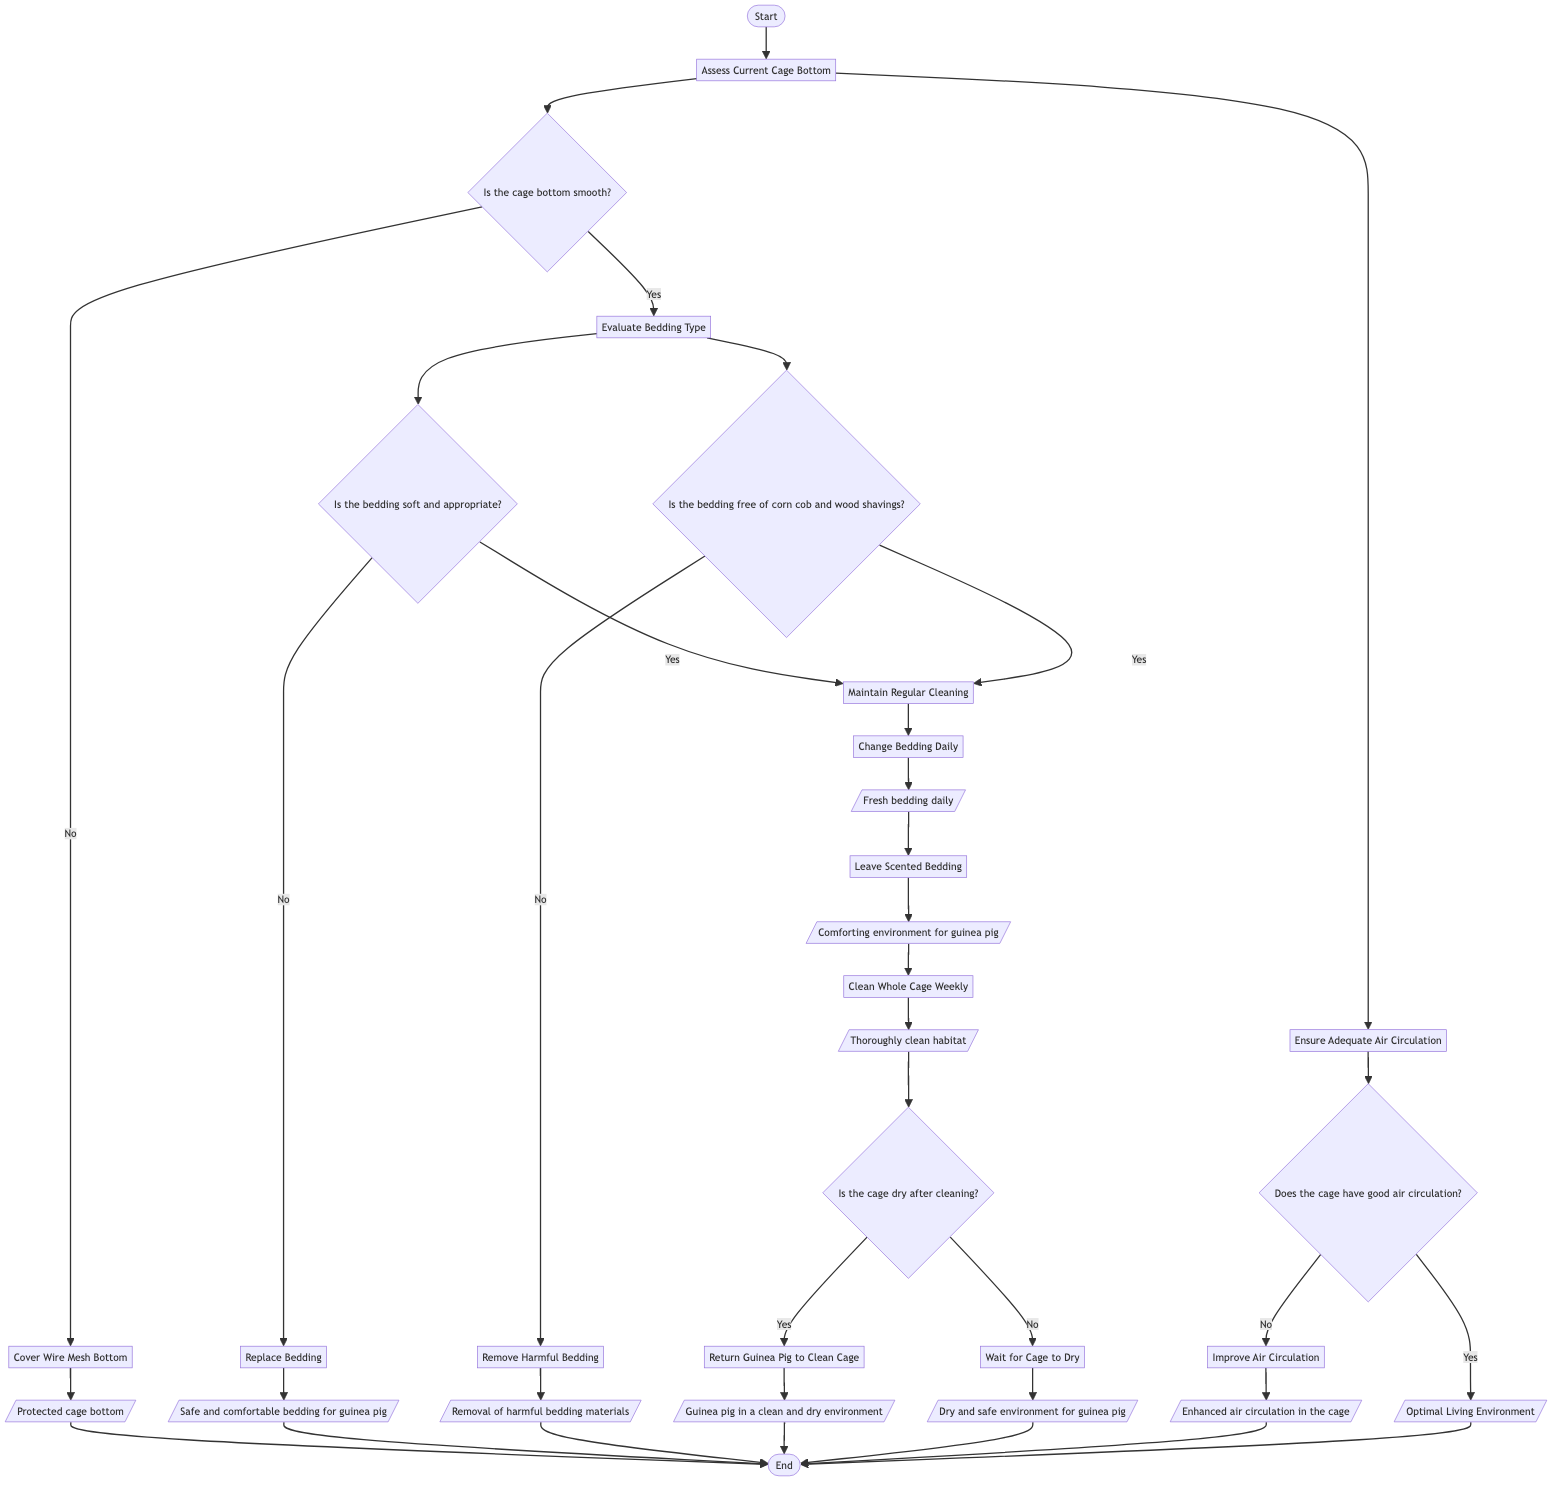 Start
Assess Current Cage Bottom
Is the cage bottom smooth?
Yes
Evaluate Bedding Type
Is the bedding soft and appropriate?
Is the bedding free of corn cob and wood shavings?
Yes
Yes
Maintain Regular Cleaning
Change Bedding Daily
Fresh bedding daily
No
Leave Scented Bedding
No
No
Comforting environment for guinea pig
Clean Whole Cage Weekly
Thoroughly clean habitat
Ensure Adequate Air Circulation
Is the cage dry after cleaning?
Does the cage have good air circulation?
Yes
No
No
Yes
Cover Wire Mesh Bottom
Replace Bedding
Remove Harmful Bedding
Return Guinea Pig to Clean Cage
Wait for Cage to Dry
Improve Air Circulation
Protected cage bottom
Safe and comfortable bedding for guinea pig
Removal of harmful bedding materials
Guinea pig in a clean and dry environment
Dry and safe environment for guinea pig
Enhanced air circulation in the cage
Optimal Living Environment
End